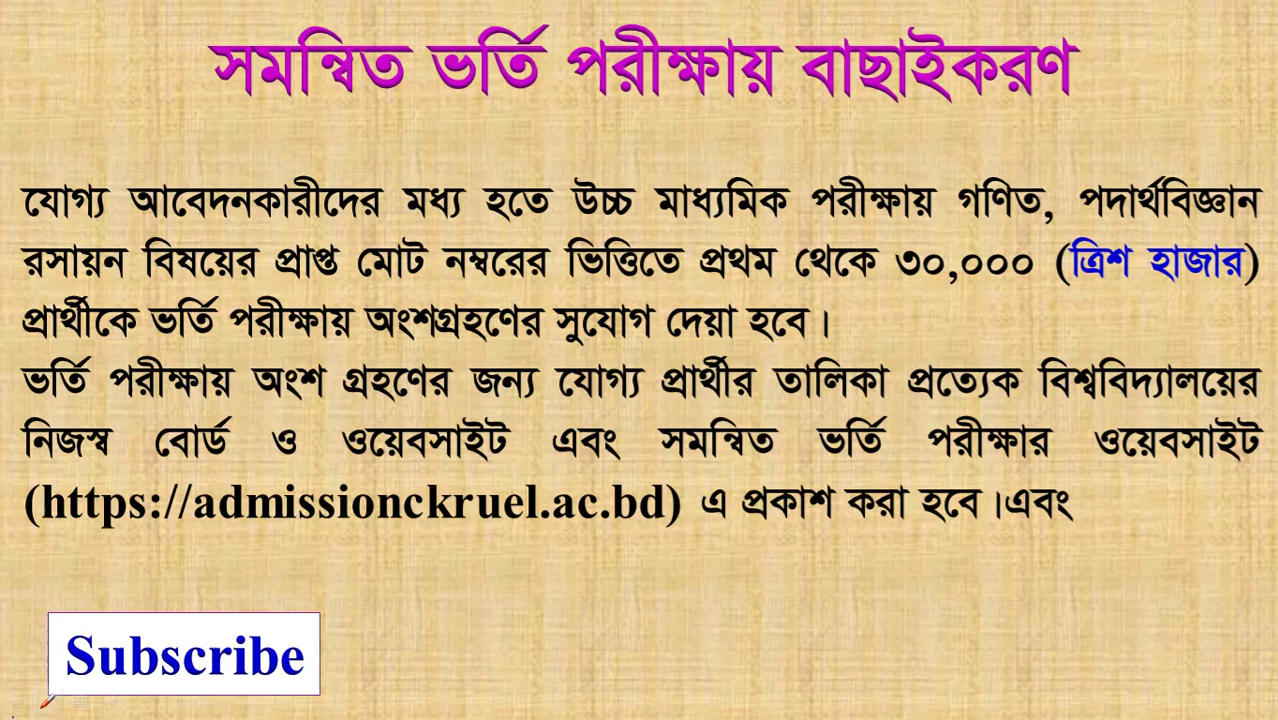 সমন্বিত ভর্তি পরীক্ষায় বাছাইকরণ
যোগ্য আবেদনকারীদের মধ্য হতে উচ্চ মাধ্যমিক পরীক্ষায় গণিত, পদার্থবিজ্ঞান
রসায়ন বিষয়ের প্রাপ্ত মোট নম্বরের ভিত্তিতে প্রথম থেকে ৩০,০০০ (ত্রিশ হাজার)
প্রার্থীকে ভর্তি পরীক্ষায় অংশগ্রহণের সুযোগ দেয়া হবে।
ভর্তি পরীক্ষায় অংশ গ্রহণের জন্য যোগ্য প্রার্থীর তালিকা প্রত্যেক বিশ্ববিদ্যালয়ের
নিজস্ব বোর্ড ও ওয়েবসাইট এবং সমন্বিত ভর্তি পরীক্ষার ওয়েবসাইট
(https://admissionckruel.ac.bd) এ প্রকাশ করা হবে।এবং
Subscribe